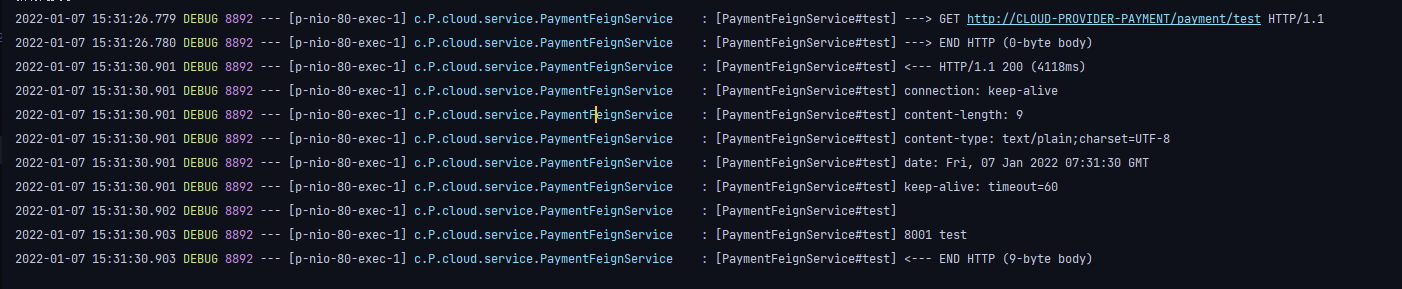 2022-01-07 15:31:26.779 DEBUG 8892 --- [p-nio-80-exec-1] c.P.cloud.service.PaymentFeignService : [PaymentFeignService#test] ---> GET http://CLOUD-PROVIDER-PAYMENT/payment/test HTTP/1.1
2022-01-07 15:31:26.780 DEBUG 8892 --- [p-nio-80-exec-1] c.P.cloud.service.PaymentFeignService : [PaymentFeignService#test] ---> END HTTP (0-byte body)
2022-01-07 15:31:30.901 DEBUG 8892 --- [p-nio-80-exec-1] c.P.cloud.service.PaymentFeignService : [PaymentFeignService#test] <--- HTTP/1.1 200 (4118ms)
2022-01-07 15:31:30.901 DEBUG 8892 --- [p-nio-80-exec-1] c.P.cloud.service.PaymentFeignService : [PaymentFeignService#test] connection: keep-alive
2022-01-07 15:31:30.901 DEBUG 8892 --- [p-nio-80-exec-1] c.P.cloud.service.PaymentFeignService : [PaymentFeignService#test] content-length: 9
2022-01-07 15:31:30.901 DEBUG 8892 --- [p-nio-80-exec-1] c.P.cloud.service.PaymentFeignService : [PaymentFeignService#test] content-type: text/plain;charset=UTF-8
2022-01-07 15:31:30.901 DEBUG 8892 --- [p-nio-80-exec-1] c.P.cloud.service.PaymentFeignService : [PaymentFeignService#test] date: Fri, 07 Jan 2022 07:31:30 GMT
2022-01-07 15:31:30.901 DEBUG 8892 --- [p-nio-80-exec-1] c.P.cloud.service.PaymentFeignService : [PaymentFeignService#test] keep-alive: timeout=60
2022-01-07 15:31:30.902 DEBUG 8892 --- [p-nio-80-exec-1] c.P.cloud.service.PaymentFeignService : [PaymentFeignService#test]
2022-01-07 15:31:30.903 DEBUG 8892 --- [p-nio-80-exec-1] c.P.cloud.service.PaymentFeignService : [PaymentFeignService#test] 8001 test
2022-01-07 15:31:30.903 DEBUG 8892 --- [p-nio-80-exec-1] c.P.cloud.service.PaymentFeignService : [PaymentFeignService#test] <--- END HTTP (9-byte body)